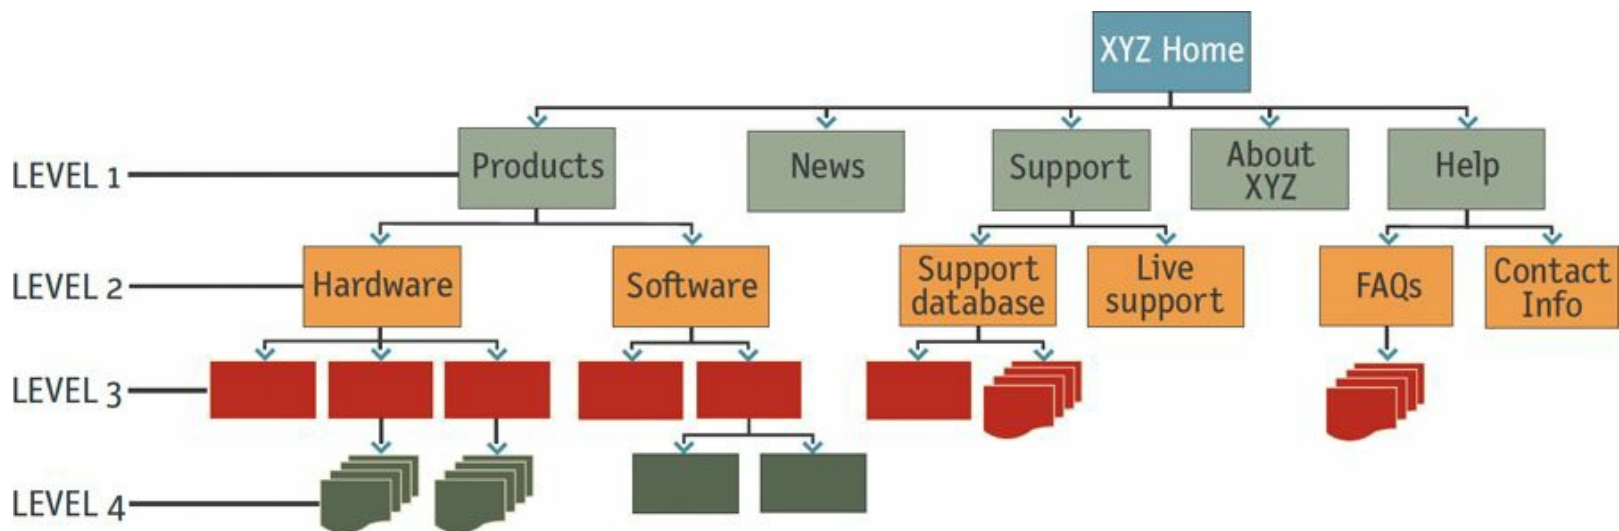 XYZ Home
LEVEL 1
Products
News
Support
About
XYZ
Help
LEVEL 2
Hardware
Software
Support
database
Live
support
FAQs
Contact
Info
LEVEL 3
LEVEL 4